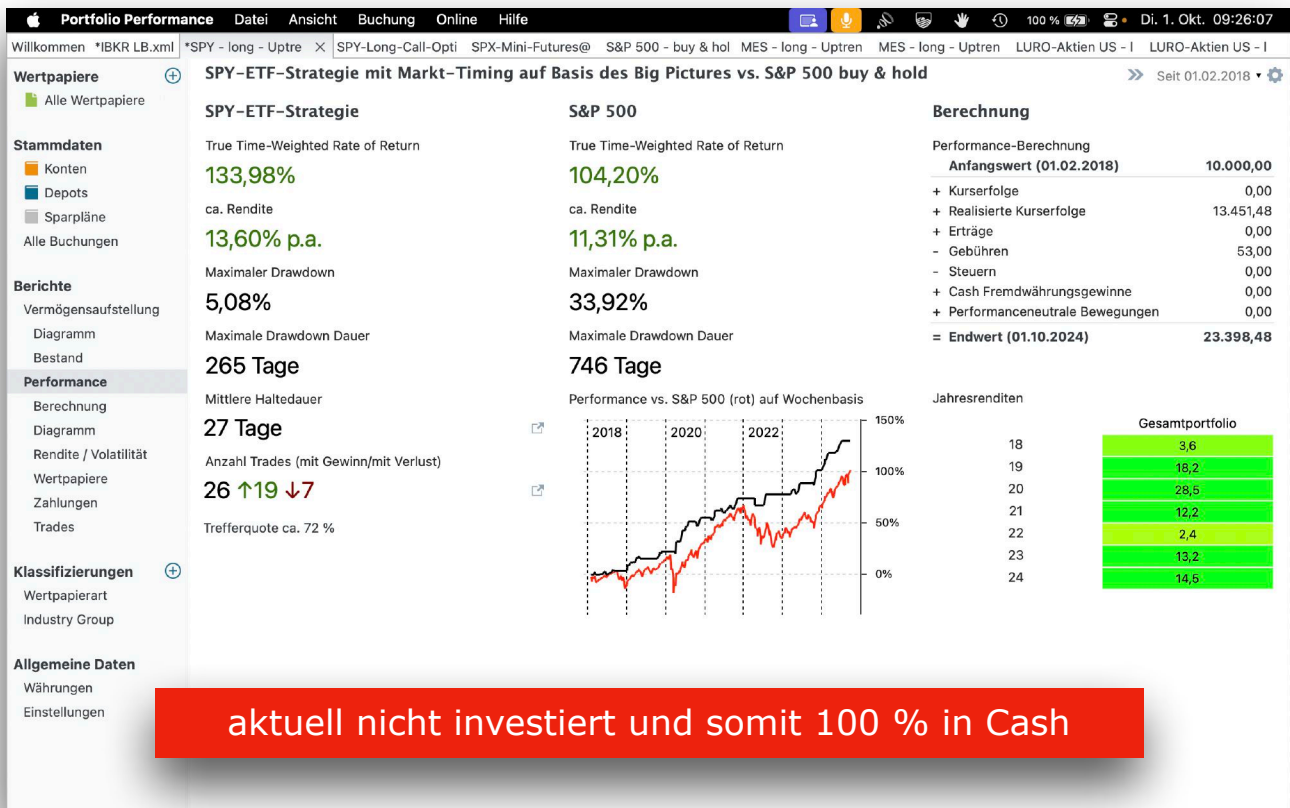 Portfolio Performance Datei Ansicht Buchung Online Hilfe 100 % Di. 1. Okt. 09:26:07
Willkommen *IBKR LB.xml *SPY - long - Uptre SPY-Long-Call-Opti SPX-Mini-Futures@ S&P 500 - buy & hol MES - long - Uptren MES - long - Uptren LURO-Aktien US - l LURO-Aktien US - l
Wertpapiere
Alle Wertpapiere
Stammdaten
Konten
Depots
Sparpläne
Alle Buchungen
Berichte
Vermögensaufstellung
Diagramm
Bestand
Performance
Berechnung
Diagramm
Rendite / Volatilität
Wertpapiere
Zahlungen
Trades
Klassifizierungen
Wertpapierart
Industry Group
Allgemeine Daten
Währungen
Einstellungen
SPY-ETF-Strategie mit Markt-Timing auf Basis des Big Pictures vs. S&P 500 buy & hold
Seit 01.02.2018
SPY-ETF-Strategie
True Time-Weighted Rate of Return
133,98%
ca. Rendite
13,60% p.a.
Maximaler Drawdown
5,08%
Maximale Drawdown Dauer
265 Tage
Mittlere Haltedauer
27 Tage
Anzahl Trades (mit Gewinn/mit Verlust)
26 ↑19 ↓7
Trefferquote ca. 72 %
S&P 500
True Time-Weighted Rate of Return
104,20%
ca. Rendite
11,31% p.a.
Maximaler Drawdown
33,92%
Maximale Drawdown Dauer
746 Tage
Performance vs. S&P 500 (rot) auf Wochenbasis
2018 2020 2022
150%
100%
50%
0%
Berechnung
Performance-Berechnung
Anfangswert (01.02.2018) 10.000,00
+ Kurserfolge 0,00
+ Realisierte Kurserfolge 13.451,48
+ Erträge 0,00
- Gebühren 53,00
- Steuern 0,00
+ Cash Fremdwährungsgewinne 0,00
+ Performanceneutrale Bewegungen 0,00
= Endwert (01.10.2024) 23.398,48
Jahresrenditen
Gesamtportfolio
18 3,6
19 18,2
20 28,5
21 12,2
22 2,4
23 13,2
24 14,5
aktuell nicht investiert und somit 100 % in Cash